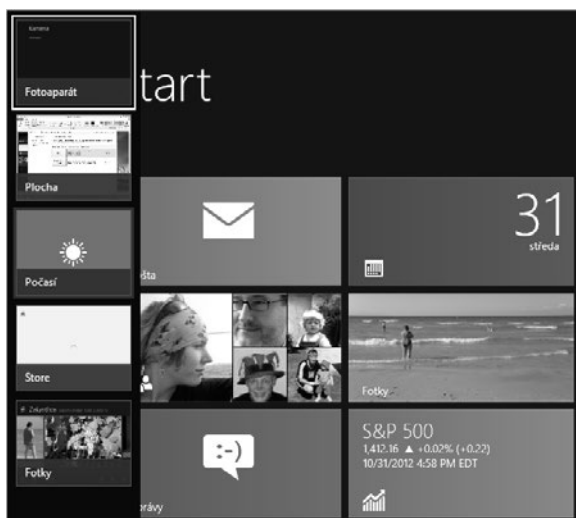 kamera
Fotoaparát
tart
Plocha
Počasí
Store
Fotky
31
středa
šta
Fotky
S&P 500
1,412.16 ▲ +0.02% (+0.22)
10/31/2012 4:58 PM EDT
:-)
právy